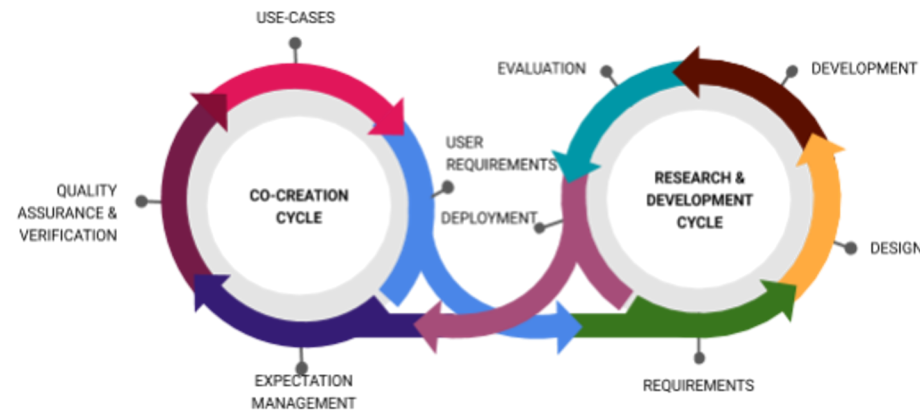 USE-CASES
EVALUATION
DEVELOPMENT
USER
REQUIREMENTS
QUALITY
ASSURANCE &
VERIFICATION
CO-CREATION
CYCLE
RESEARCH &
DEVELOPMENT
CYCLE
DEPLOYMENT
DESIGN
EXPECTATION
MANAGEMENT
REQUIREMENTS